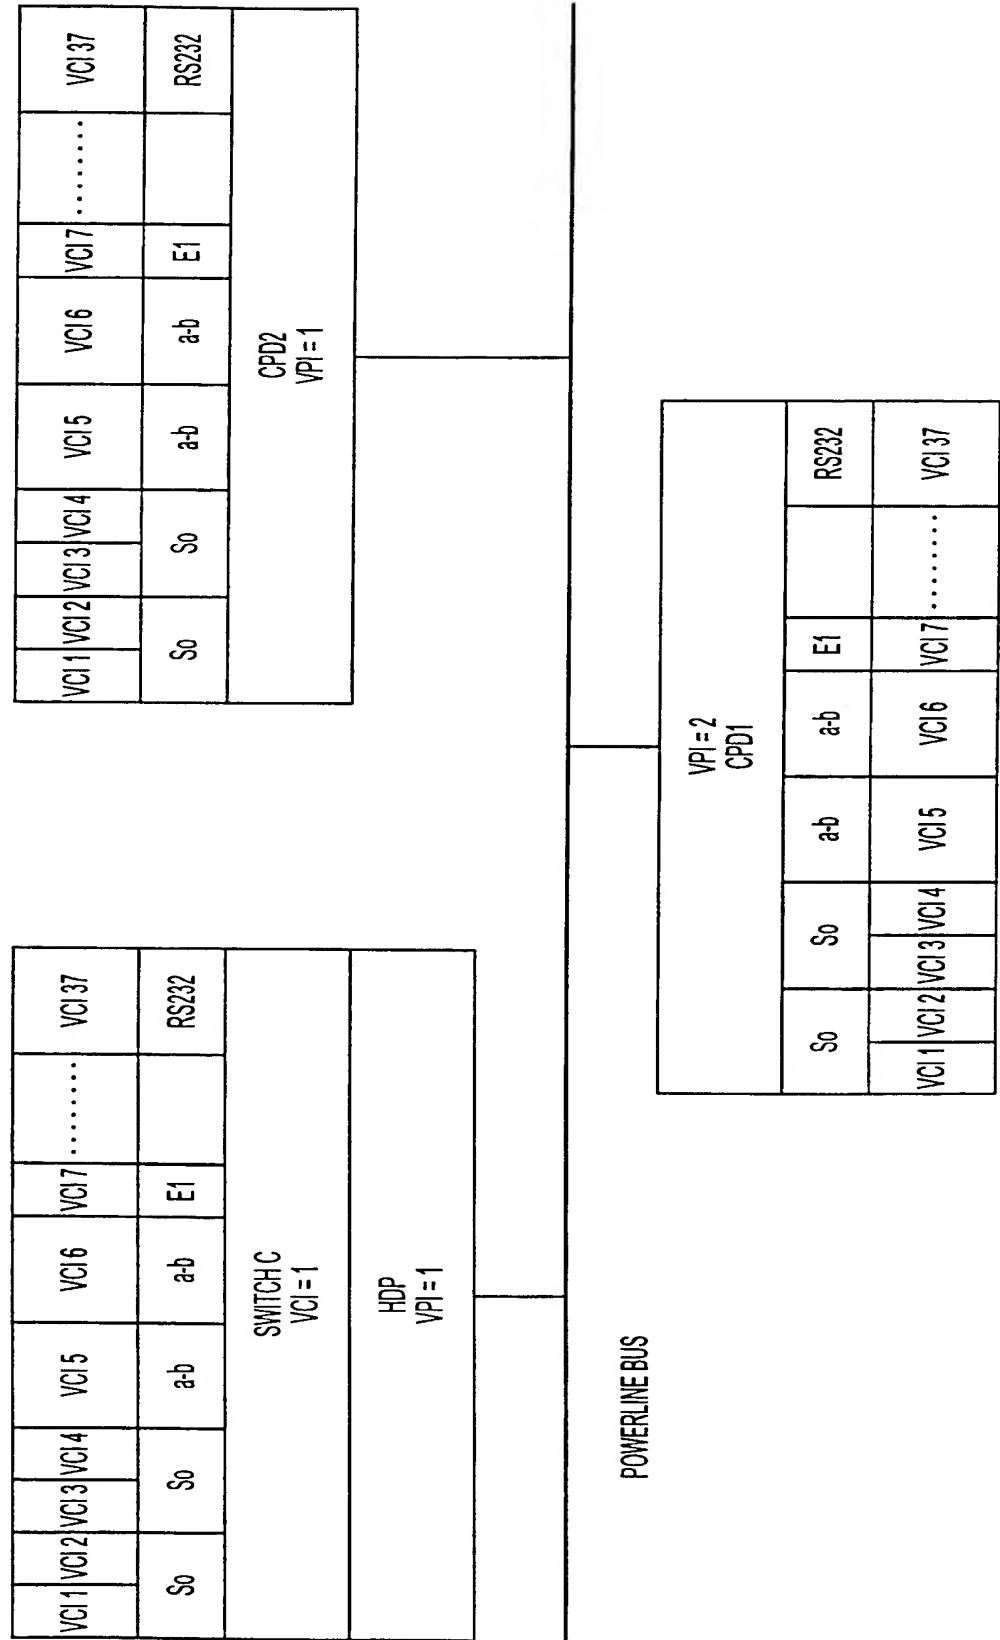 VCI 1 VCI 2 VCI 3 VCI 4 VCI 5 VCI 6 VCI 7 ......... VCI 37
So So a-b a-b E1 RS232
SWITCH C
VCI = 1
HDP
VPI = 1
VCI 1 VCI 2 VCI 3 VCI 4 VCI 5 VCI 6 VCI 7 ......... VCI 37
So So a-b a-b E1 RS232
CPD2
VPI = 1
POWERLINE BUS
VPI = 2
CPD1
So So a-b a-b E1 RS232
VCI 1 VCI 2 VCI 3 VCI 4 VCI 5 VCI 6 VCI 7 ......... VCI 37